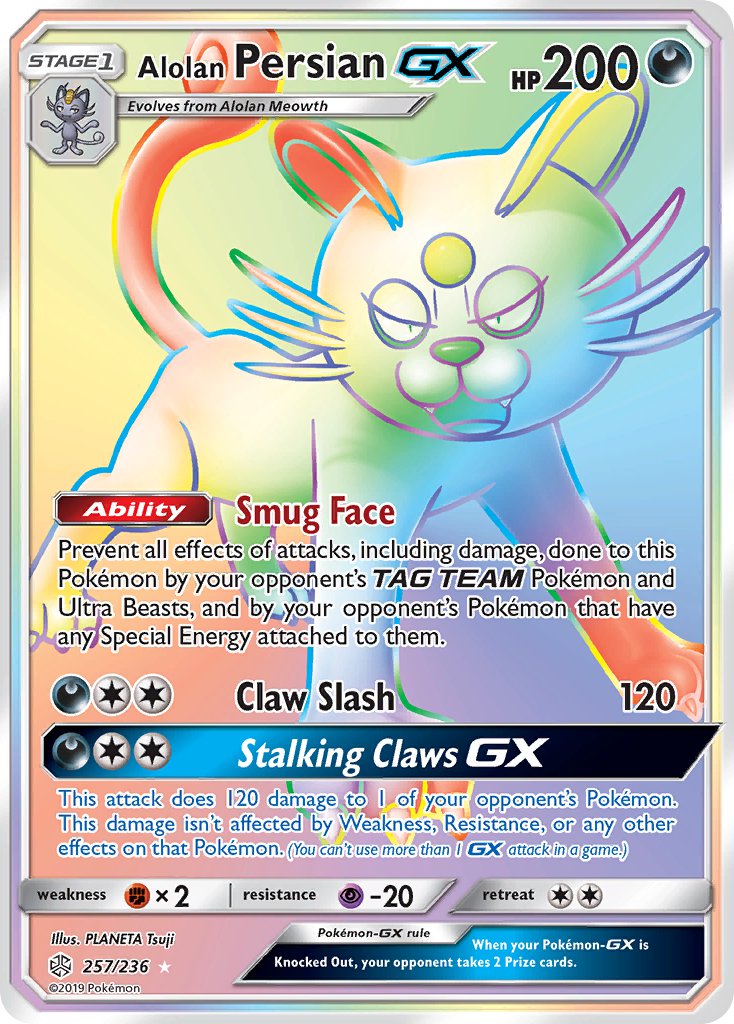 STAGE1
Alolan Persian GX HP200
Evolves from Alolan Meowth
Ability Smug Face
Prevent all effects of attacks, including damage, done to this
Pokémon by your opponent's TAG TEAM Pokémon and
Ultra Beasts, and by your opponent's Pokémon that have
any Special Energy attached to them.
Claw Slash 120
Stalking Claws GX
This attack does 120 damage to 1 of your opponent's Pokémon.
This damage isn't affected by Weakness, Resistance, or any other
effects on that Pokémon. (You can't use more than 1 GX attack in a game.)
weakness ×2 resistance -20 retreat
Illus. PLANETA Tsuji
257/236
©2019 Pokémon
Pokémon-GX rule
When your Pokémon-GX is
Knocked Out, your opponent takes 2 Prize cards.